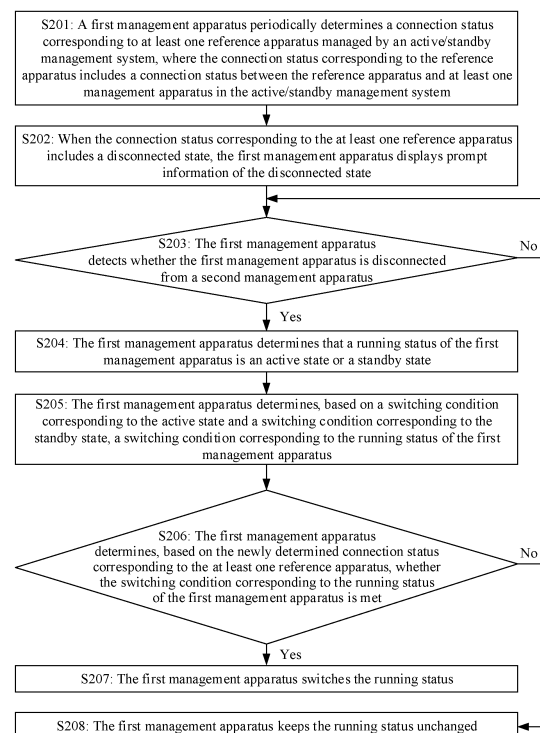 S201: A first management apparatus periodically determines a connection status
corresponding to at least one reference apparatus managed by an active/standby
management system, where the connection status corresponding to the reference
apparatus includes a connection status between the reference apparatus and at least one
management apparatus in the active/standby management system
S202: When the connection status corresponding to the at least one reference apparatus
includes a disconnected state, the first management apparatus displays prompt
information of the disconnected state
S203: The first management apparatus
detects whether the first management apparatus is disconnected
from a second management apparatus
No
Yes
S204: The first management apparatus determines that a running status of the first
management apparatus is an active state or a standby state
S205: The first management apparatus determines, based on a switching condition
corresponding to the active state and a switching condition corresponding to the
standby state, a switching condition corresponding to the running status of the first
management apparatus
S206: The first management apparatus
determines, based on the newly determined connection status
corresponding to the at least one reference apparatus, whether
the switching condition corresponding to the running status
of the first management apparatus is met
No
Yes
S207: The first management apparatus switches the running status
S208: The first management apparatus keeps the running status unchanged